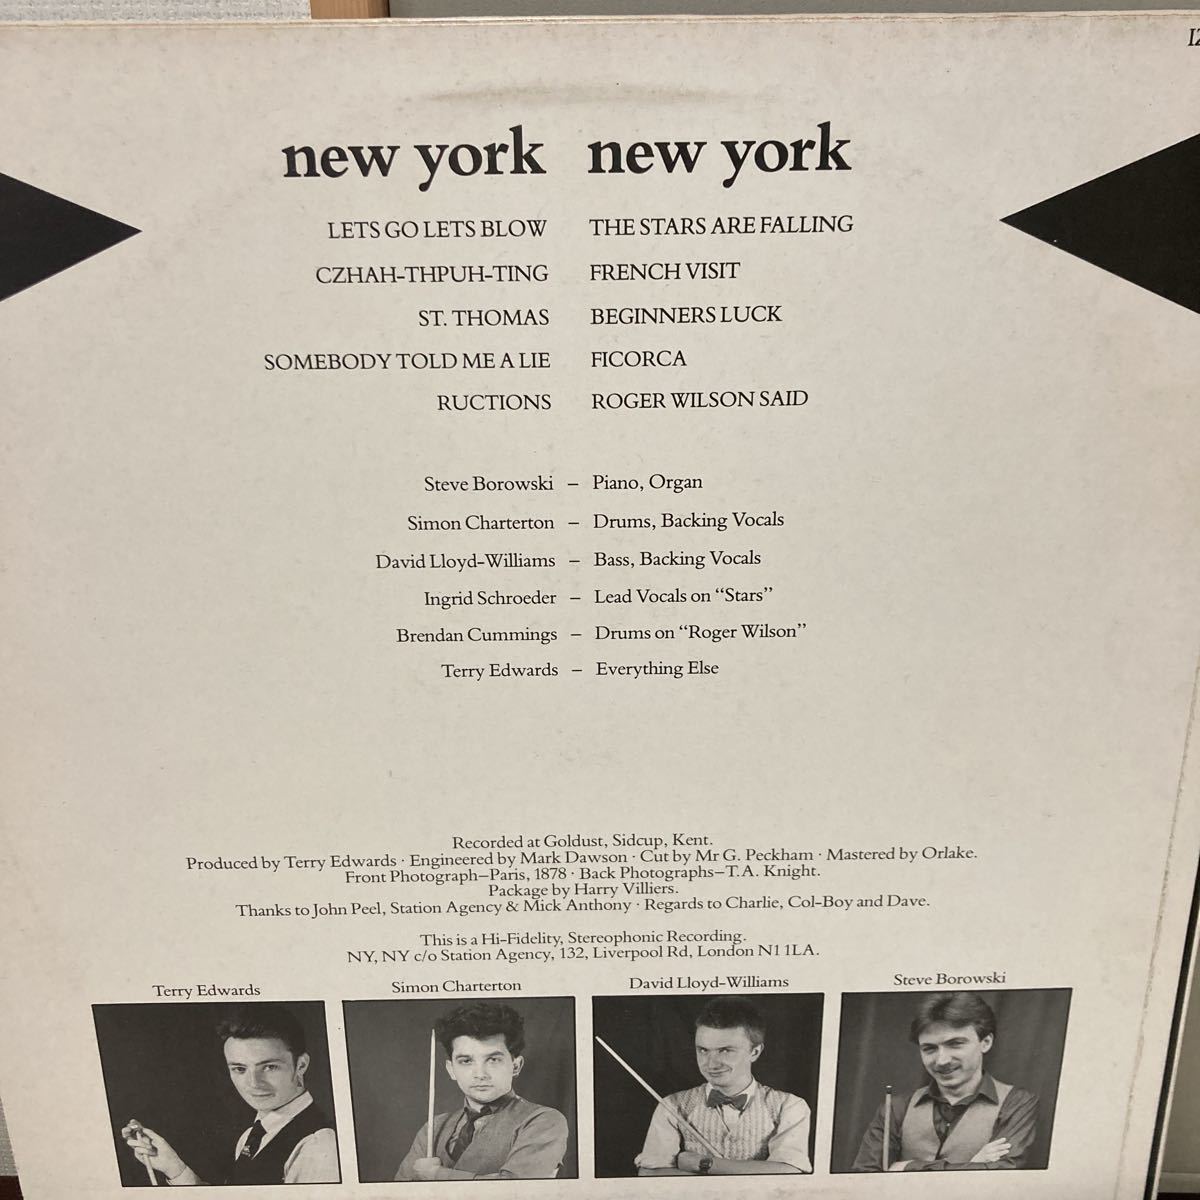 new york new york
LETS GO LETS BLOW THE STARS ARE FALLING
CZHAH-THPUH-TING FRENCH VISIT
ST. THOMAS BEGINNERS LUCK
SOMEBODY TOLD ME A LIE FICORCA
RUCTIONS ROGER WILSON SAID
Steve Borowski – Piano, Organ
Simon Charterton – Drums, Backing Vocals
David Lloyd-Williams – Bass, Backing Vocals
Ingrid Schroeder – Lead Vocals on “Stars”
Brendan Cummings – Drums on “Roger Wilson”
Terry Edwards – Everything Else
Recorded at Goldust, Sidcup, Kent.
Produced by Terry Edwards · Engineered by Mark Dawson · Cut by Mr G. Peckham · Mastered by Orlake.
Front Photograph–Paris, 1878 · Back Photographs–T.A. Knight.
Package by Harry Villiers.
Thanks to John Peel, Station Agency & Mick Anthony · Regards to Charlie, Col-Boy and Dave.
This is a Hi-Fidelity, Stereophonic Recording.
NY, NY c/o Station Agency, 132, Liverpool Rd, London N1 1LA.
Terry Edwards Simon Charterton David Lloyd-Williams Steve Borowski